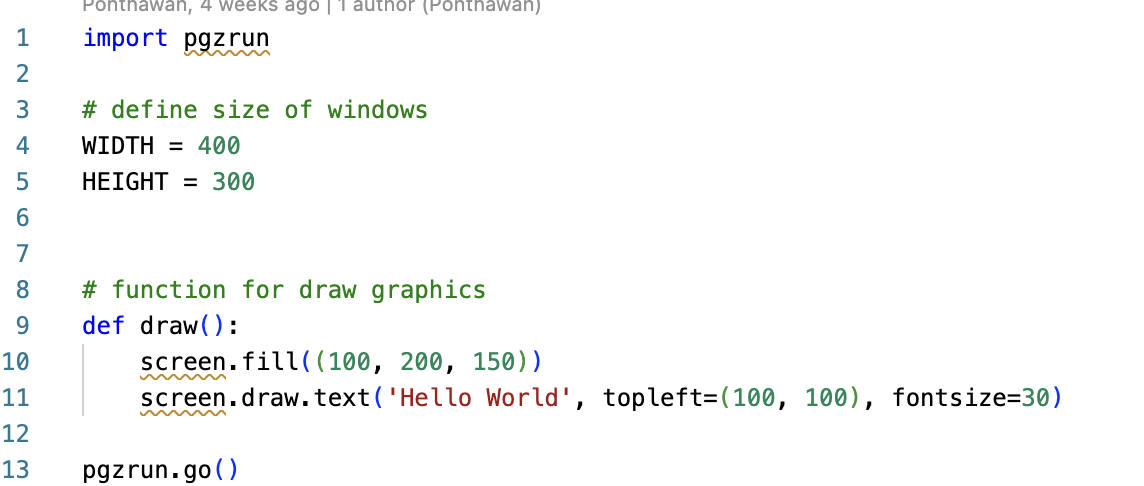 Ponthawan, 4 weeks ago | 1 author (Ponthawan)
1 import pgzrun
2
3 # define size of windows
4 WIDTH = 400
5 HEIGHT = 300
6
7
8 # function for draw graphics
9 def draw():
10     screen.fill((100, 200, 150))
11     screen.draw.text('Hello World', topleft=(100, 100), fontsize=30)
12
13 pgzrun.go()